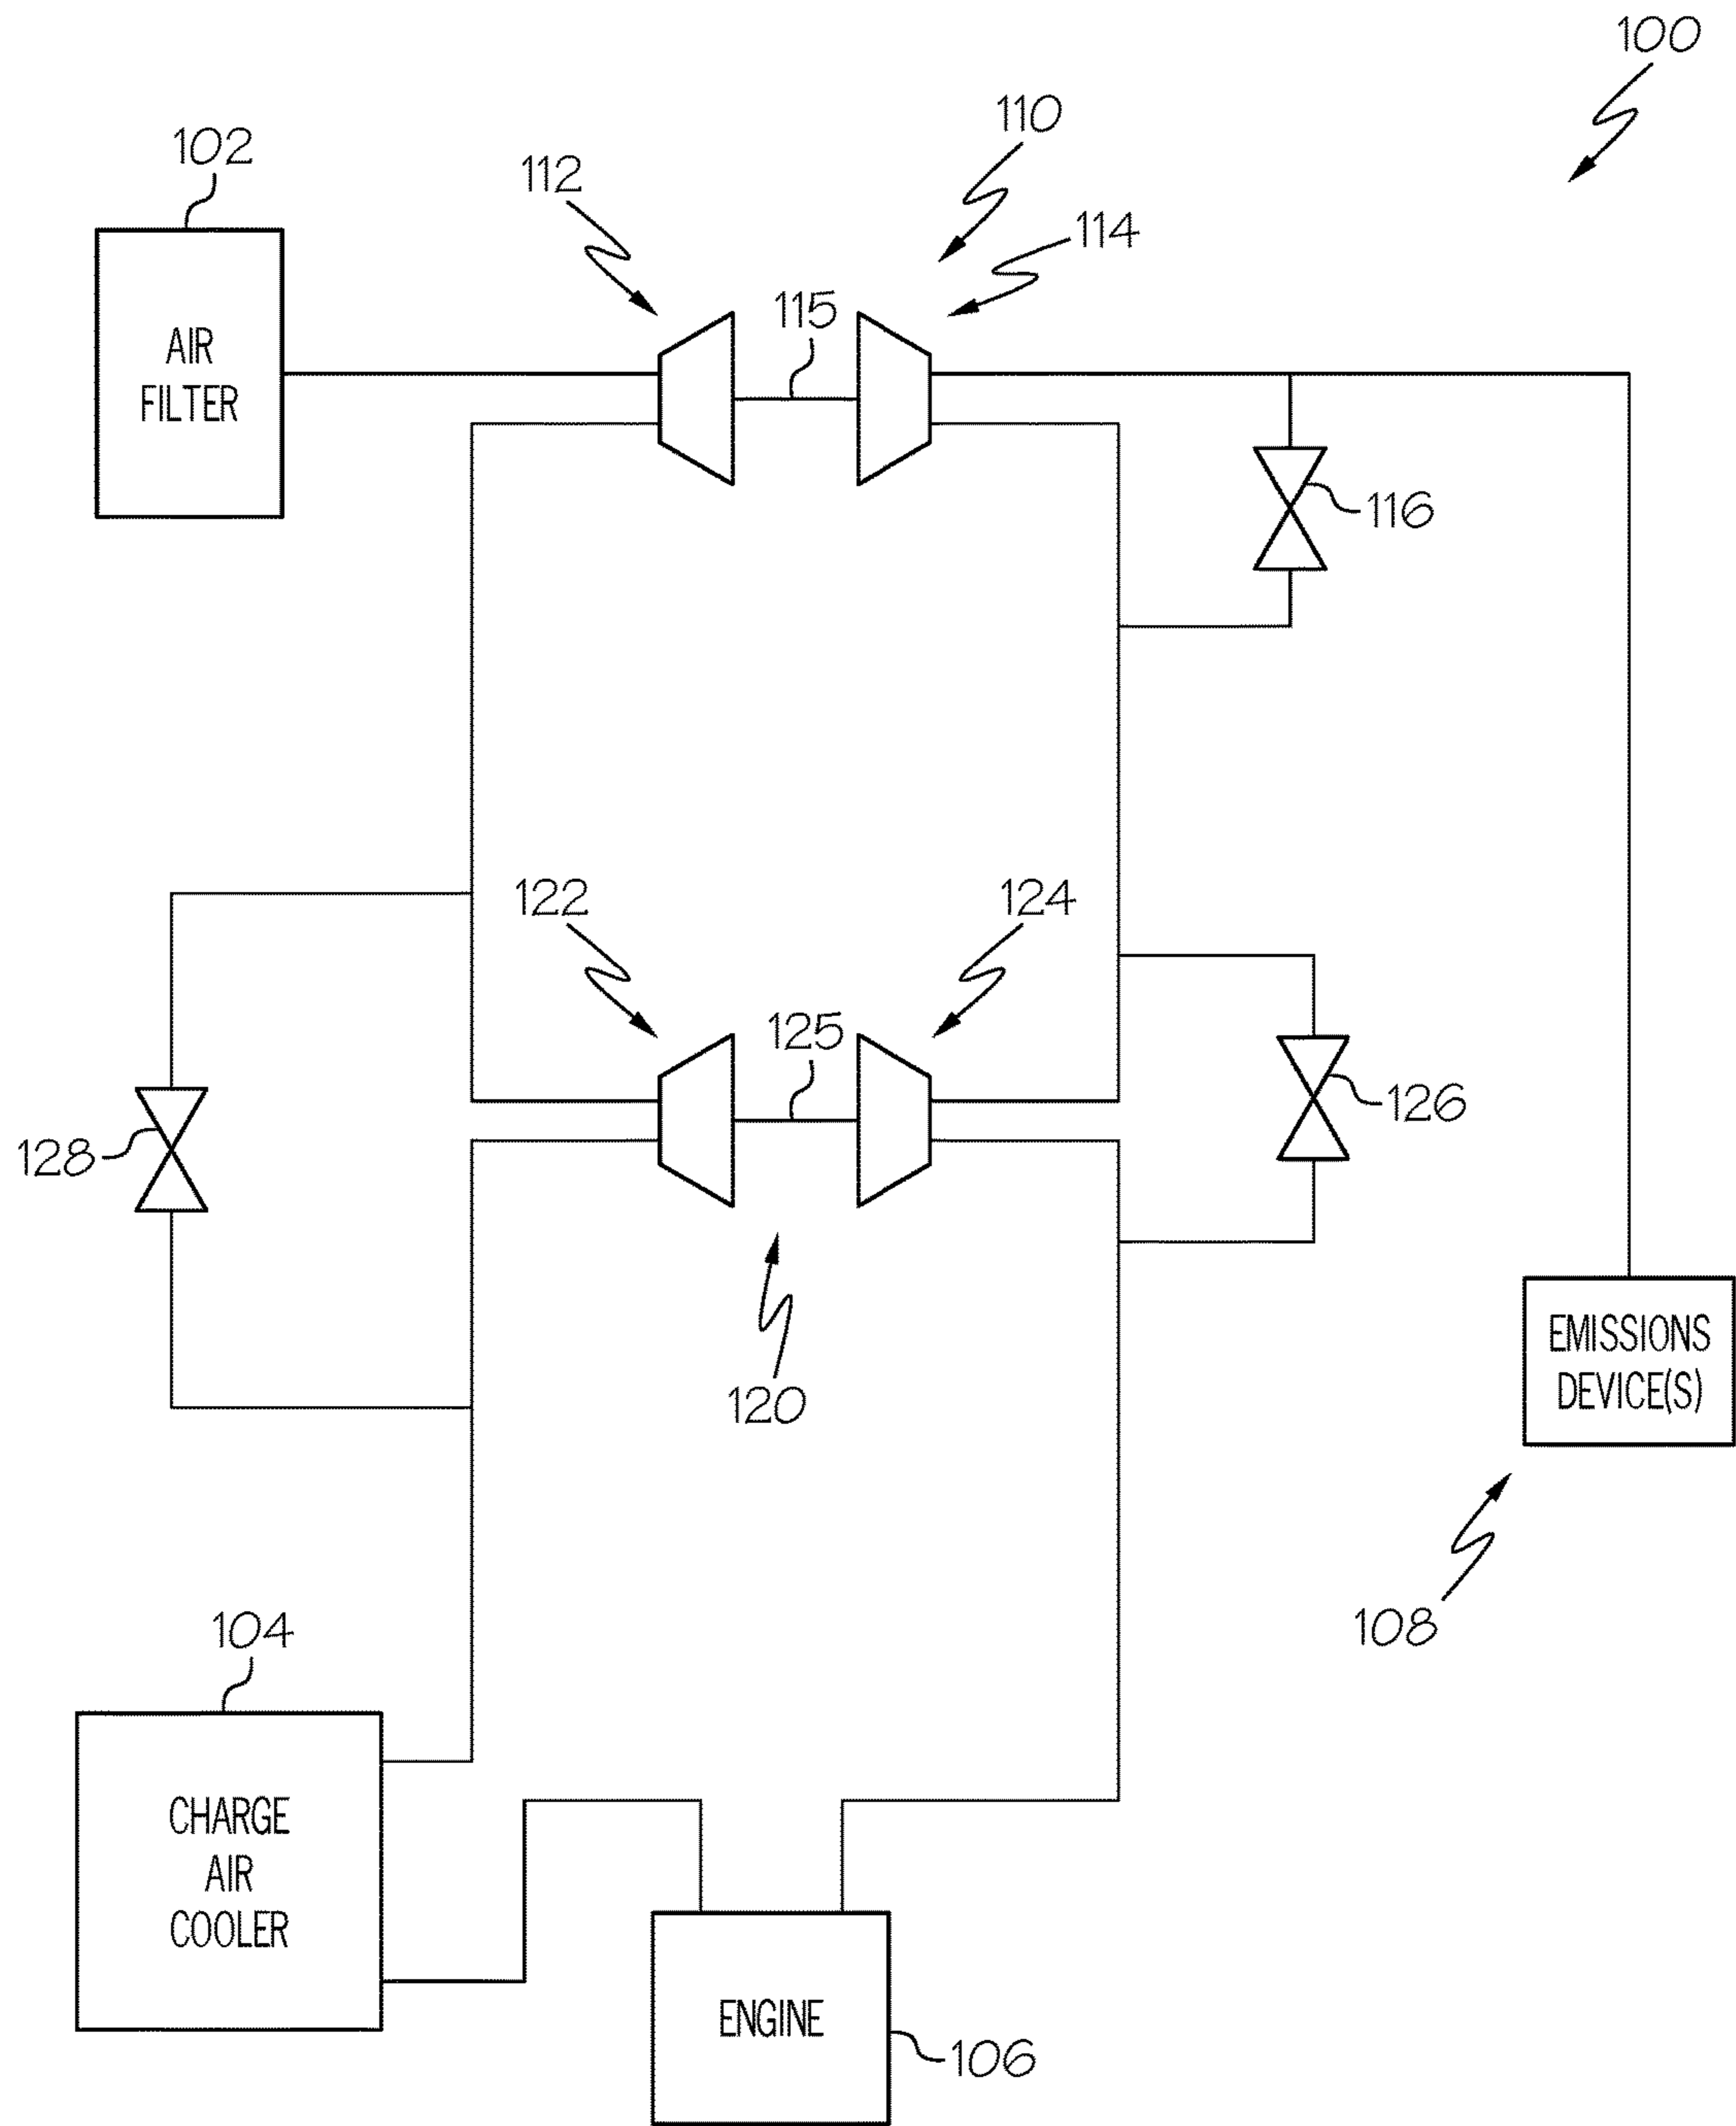 100
110
102
112
114
AIR
FILTER
115
116
122
124
125
126
128
120
EMISSIONS
DEVICE(S)
108
104
CHARGE
AIR
COOLER
ENGINE
106